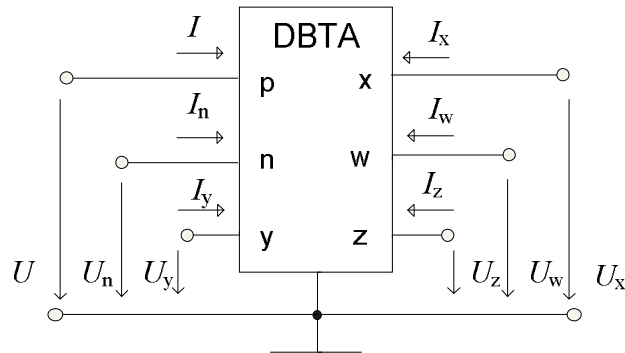 I DBTA Ix
p x
In Iw
n w
Iy Iz
y z
U Un Uy Uz Uw Ux